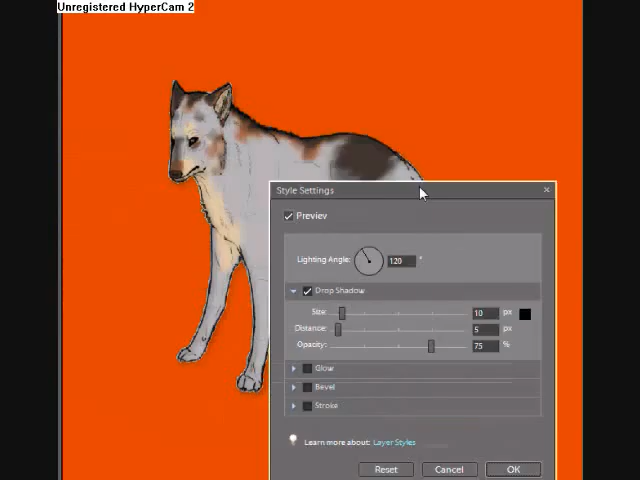 Unregistered HyperCam 2
Style Settings
Preview
Lighting Angle: 120 °
Drop Shadow
Size: 10 px
Distance: 5 px
Opacity: 75 %
Glow
Bevel
Stroke
Learn more about: Layer Styles
Reset Cancel OK